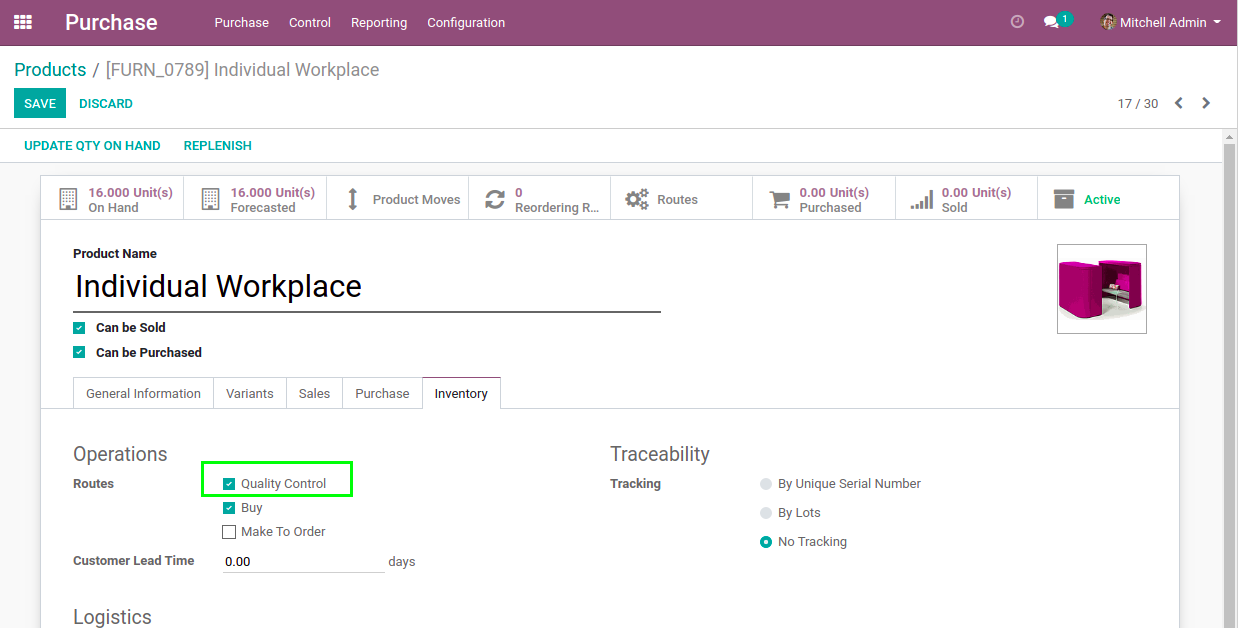 Purchase Purchase Control Reporting Configuration 1 Mitchell Admin
Products / [FURN_0789] Individual Workplace
SAVE DISCARD 17 / 30
UPDATE QTY ON HAND REPLENISH
16.000 Unit(s) 16.000 Unit(s) 0 0.00 Unit(s) 0.00 Unit(s)
On Hand Forecasted Product Moves Reordering R... Routes Purchased Sold Active
Product Name
Individual Workplace
Can be Sold
Can be Purchased
General Information Variants Sales Purchase Inventory
Operations Traceability
Routes Quality Control Tracking By Unique Serial Number
Buy By Lots
Make To Order No Tracking
Customer Lead Time 0.00 days
Logistics